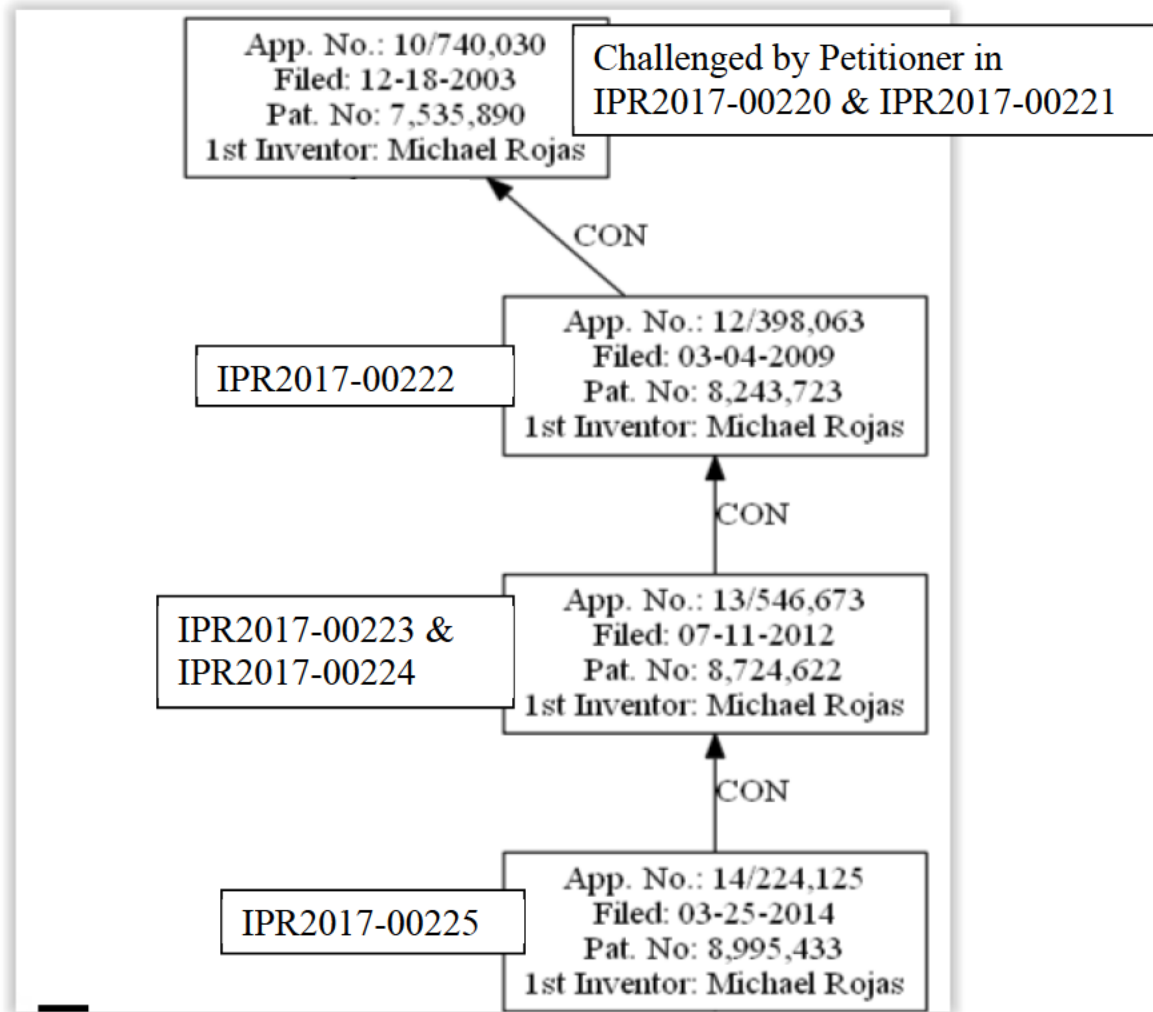 App. No.: 10/740,030
Filed: 12-18-2003
Pat. No: 7,535,890
1st Inventor: Michael Rojas
Challenged by Petitioner in
IPR2017-00220 & IPR2017-00221
CON
App. No.: 12/398,063
Filed: 03-04-2009
Pat. No: 8,243,723
1st Inventor: Michael Rojas
IPR2017-00222
CON
App. No.: 13/546,673
Filed: 07-11-2012
Pat. No: 8,724,622
1st Inventor: Michael Rojas
IPR2017-00223 &
IPR2017-00224
CON
App. No.: 14/224,125
Filed: 03-25-2014
Pat. No: 8,995,433
1st Inventor: Michael Rojas
IPR2017-00225